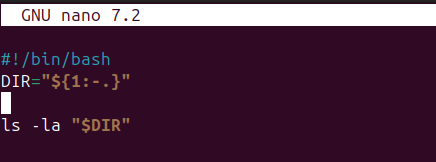 GNU nano 7.2
#!/bin/bash
DIR="${1:-.}"
ls -la "$DIR"